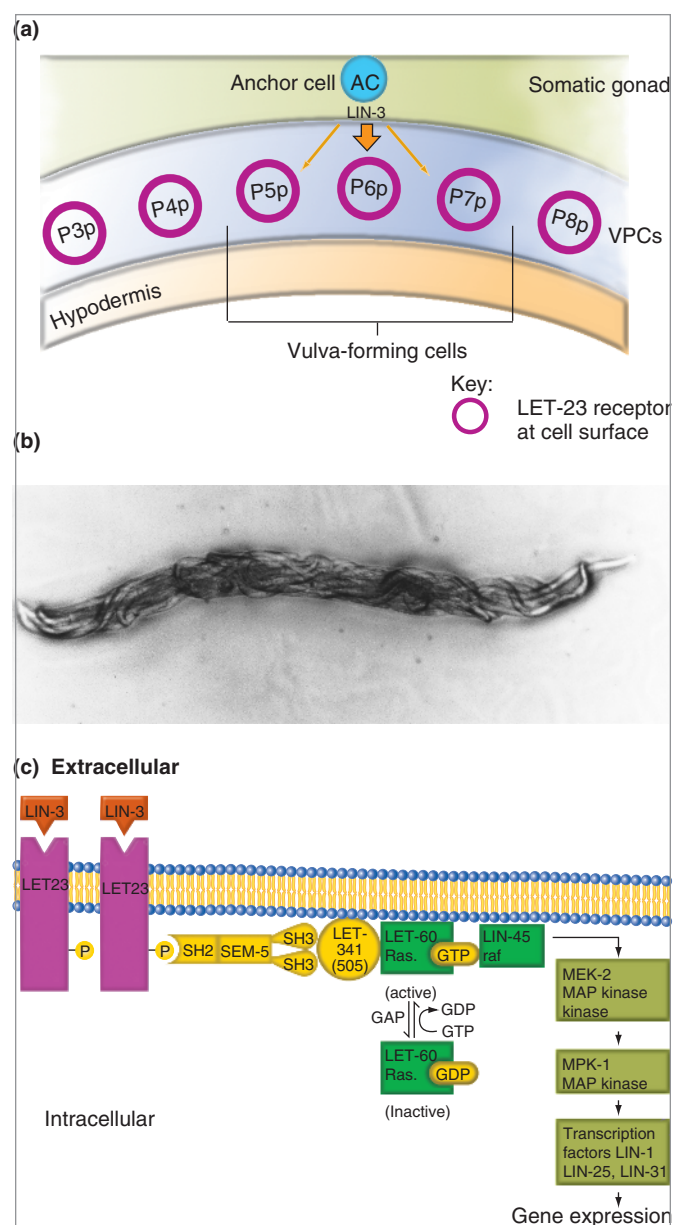 (a)
Anchor cell
AC
Somatic gonad
LIN-3
P3p
P4p
P5p
P6p
P7p
P8p
VPCs
Hypodermis
Vulva-forming cells
Key:
LET-23 receptor
at cell surface
(b)
(c) Extracellular
LIN-3
LIN-3
LET23
LET23
P
P
SH2
SEM-5
SH3
SH3
LET-
341
(505)
LET-60
Ras.
GTP
LIN-45
raf
(active)
GAP
GDP
GTP
LET-60
Ras.
GDP
(Inactive)
MEK-2
MAP kinase
kinase
MPK-1
MAP kinase
Transcription
factors LIN-1
LIN-25, LIN-31
Gene expression
Intracellular